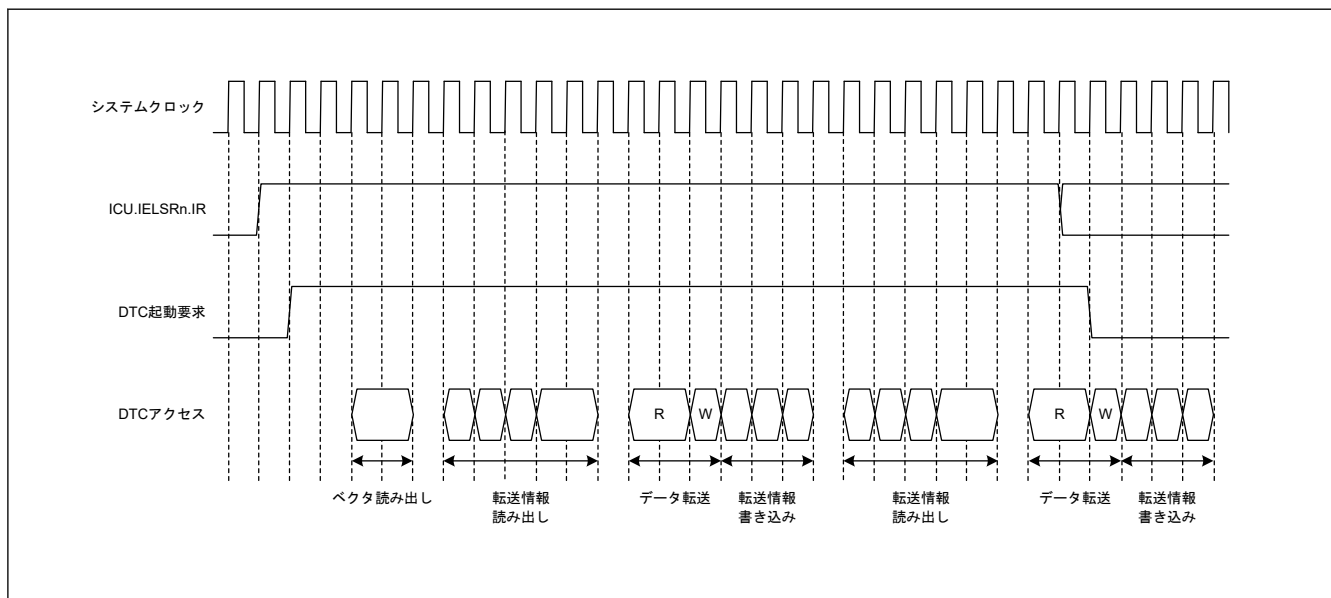 システムクロック
ICU.IELSRn.IR
DTC起動要求
DTCアクセス
R
W
R
W
ベクタ読み出し
転送情報
読み出し
データ転送
転送情報
書き込み
転送情報
読み出し
データ転送
転送情報
書き込み